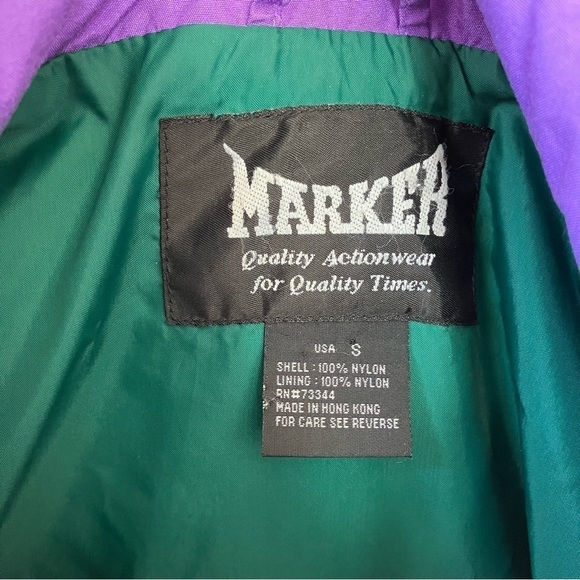 MARKER
Quality Actionwear
for Quality Times.
USA S
SHELL : 100% NYLON
LINING : 100% NYLON
RN#73344
MADE IN HONG KONG
FOR CARE SEE REVERSE